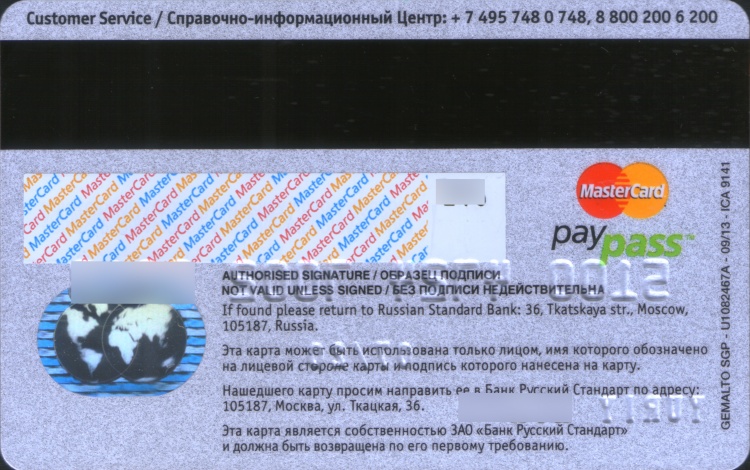 Customer Service / Справочно-информационный Центр: + 7 495 748 0 748, 8 800 200 6 200
MasterCard
pay
pass™
AUTHORISED SIGNATURE / ОБРАЗЕЦ ПОДПИСИ
NOT VALID UNLESS SIGNED / БЕЗ ПОДПИСИ НЕДЕЙСТВИТЕЛЬНА
If found please return to Russian Standard Bank: 36, Tkatskaya str., Moscow,
105187, Russia.
Эта карта может быть использована только лицом, имя которого обозначено
на лицевой стороне карты и подпись которого нанесена на карту.
Нашедшего карту просим направить ее в Банк Русский Стандарт по адресу:
105187, Москва, ул. Ткацкая, 36.
Эта карта является собственностью ЗАО «Банк Русский Стандарт»
и должна быть возвращена по его первому требованию.
GEMALTO SGP - U1082467A - 09/13 - ICA 9141